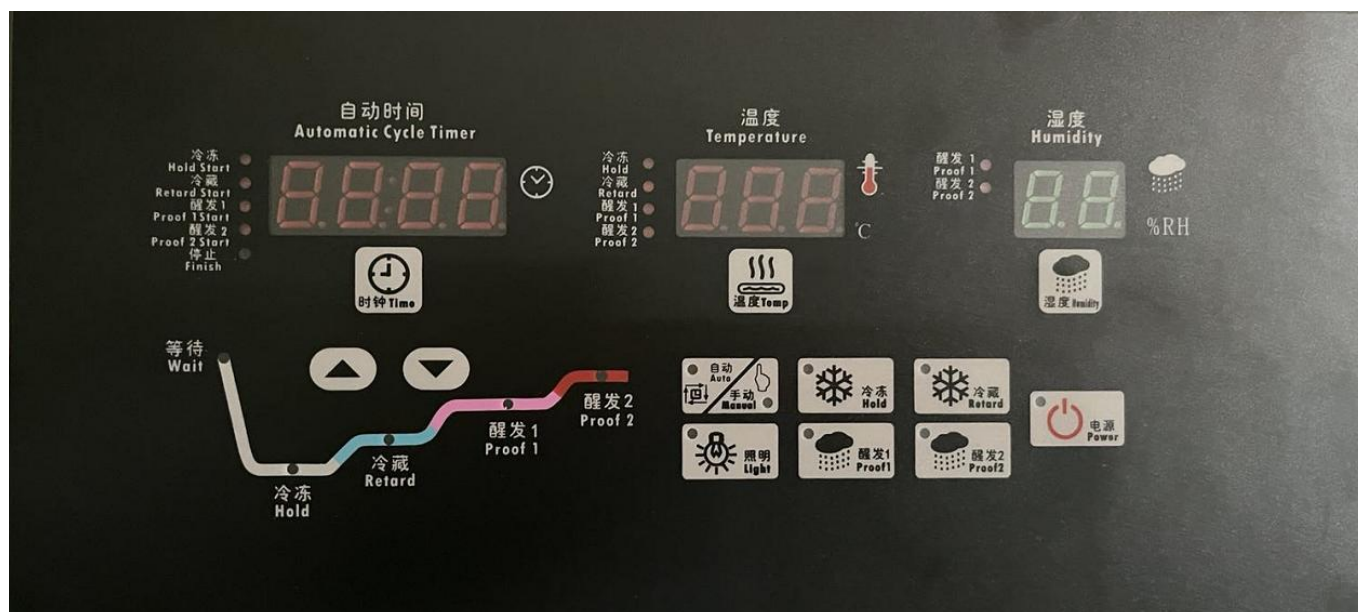 自动时间
Automatic Cycle Timer
冷冻
Hold Start
冷藏
Retard Start
醒发1
Proof 1Start
醒发2
Proof 2Start
停止
Finish
时钟Time
温度
Temperature
冷冻
Hold
冷藏
Retard
醒发1
Proof 1
醒发2
Proof 2
℃
温度Temp
湿度
Humidity
醒发1
Proof 1
醒发2
Proof 2
%RH
湿度Humidity
等待
Wait
冷冻
Hold
冷藏
Retard
醒发1
Proof 1
醒发2
Proof 2
自动
Auto
手动
Manual
冷冻
Hold
冷藏
Retard
照明
Light
醒发1
Proof1
醒发2
Proof2
电源
Power